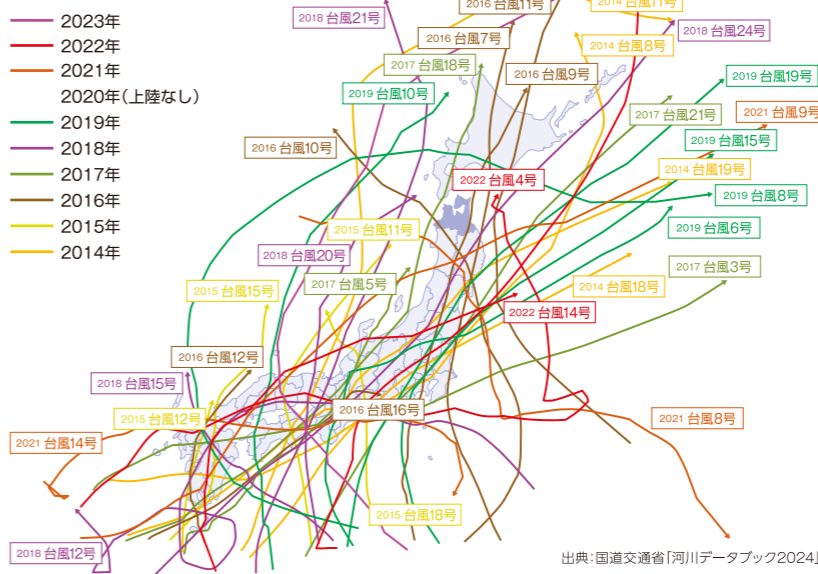 2023年
2022年
2021年
2020年(上陸なし)
2019年
2018年
2017年
2016年
2015年
2014年
2016 台風11号
2014 台風11号
2018 台風21号
2018 台風24号
2016 台風7号
2014 台風8号
2017 台風18号
2016 台風9号
2019 台風19号
2019 台風10号
2017 台風21号
2021 台風9号
2016 台風10号
2019 台風15号
2014 台風19号
2022 台風4号
2019 台風8号
2015 台風11号
2019 台風6号
2018 台風20号
2017 台風3号
2015 台風15号
2017 台風5号
2014 台風18号
2022 台風14号
2016 台風12号
2018 台風15号
2016 台風16号
2015 台風12号
2021 台風8号
2021 台風14号
2015 台風18号
2018 台風12号
出典:国土交通省「河川データブック2024」